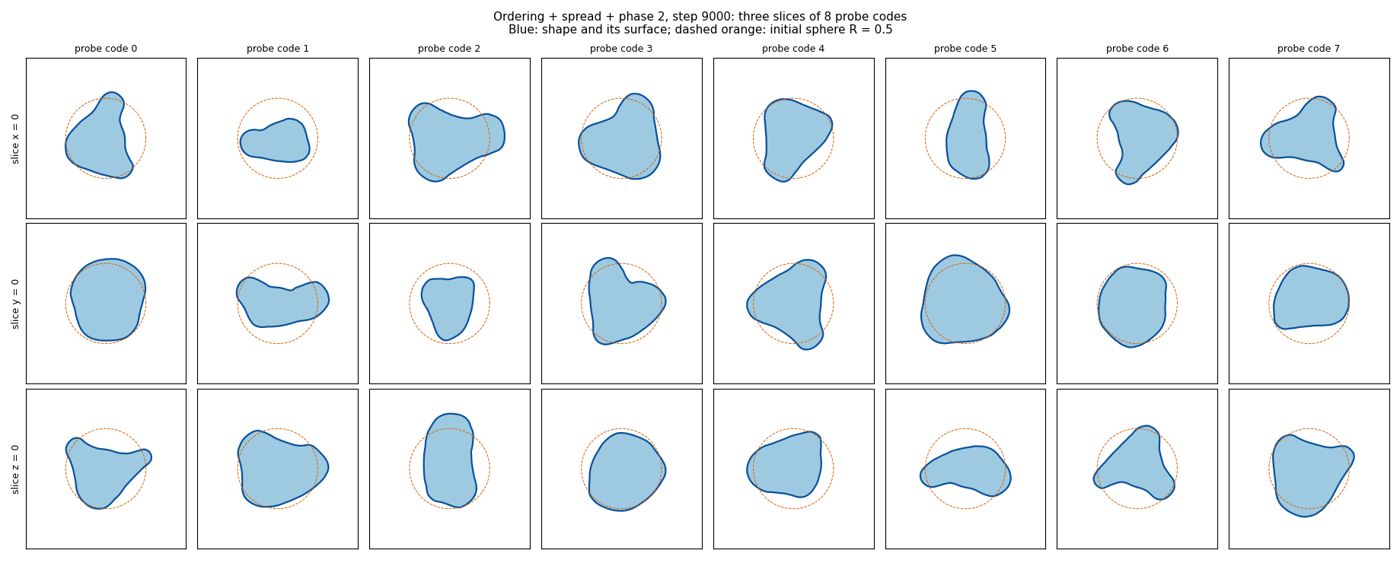 Ordering + spread + phase 2, step 9000: three slices of 8 probe codes
Blue: shape and its surface; dashed orange: initial sphere R = 0.5
probe code 0
probe code 1
probe code 2
probe code 3
probe code 4
probe code 5
probe code 6
probe code 7
slice x = 0
slice y = 0
slice z = 0